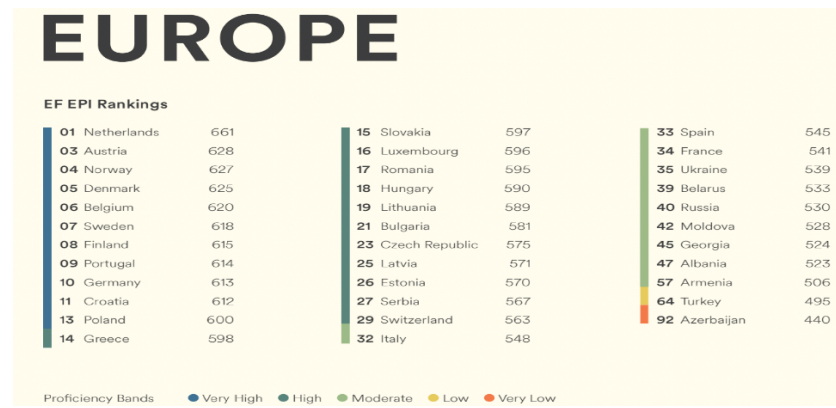 EUROPE
EF EPI Rankings
01 Netherlands 661
03 Austria 628
04 Norway 627
05 Denmark 625
06 Belgium 620
07 Sweden 618
08 Finland 615
09 Portugal 614
10 Germany 613
11 Croatia 612
13 Poland 600
14 Greece 598
15 Slovakia 597
16 Luxembourg 596
17 Romania 595
18 Hungary 590
19 Lithuania 589
21 Bulgaria 581
23 Czech Republic 575
25 Latvia 571
26 Estonia 570
27 Serbia 567
29 Switzerland 563
32 Italy 548
33 Spain 545
34 France 541
35 Ukraine 539
39 Belarus 533
40 Russia 530
42 Moldova 528
45 Georgia 524
47 Albania 523
57 Armenia 506
64 Turkey 495
92 Azerbaijan 440
Proficiency Bands Very High High Moderate Low Very Low